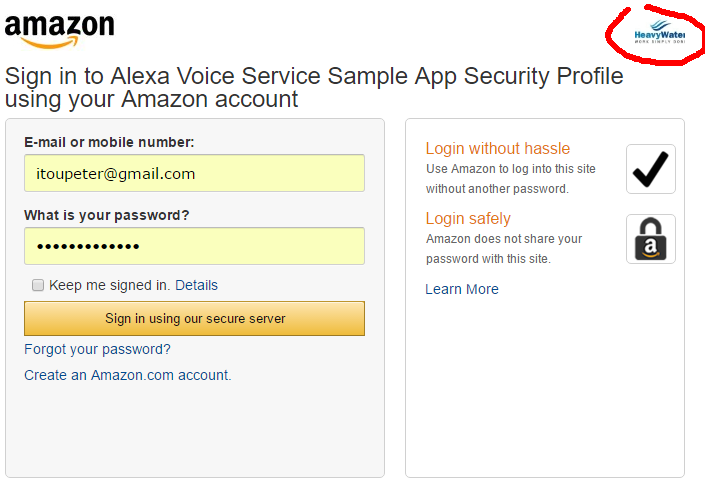 amazon
HeavyWater
WORK SIMPLY DONE
Sign in to Alexa Voice Service Sample App Security Profile
using your Amazon account
E-mail or mobile number:
itoupeter@gmail.com
What is your password?
•••••••••••••
Keep me signed in. Details
Sign in using our secure server
Forgot your password?
Create an Amazon.com account.
Login without hassle
Use Amazon to log into this site
without another password.
Login safely
Amazon does not share your
password with this site.
a
Learn More